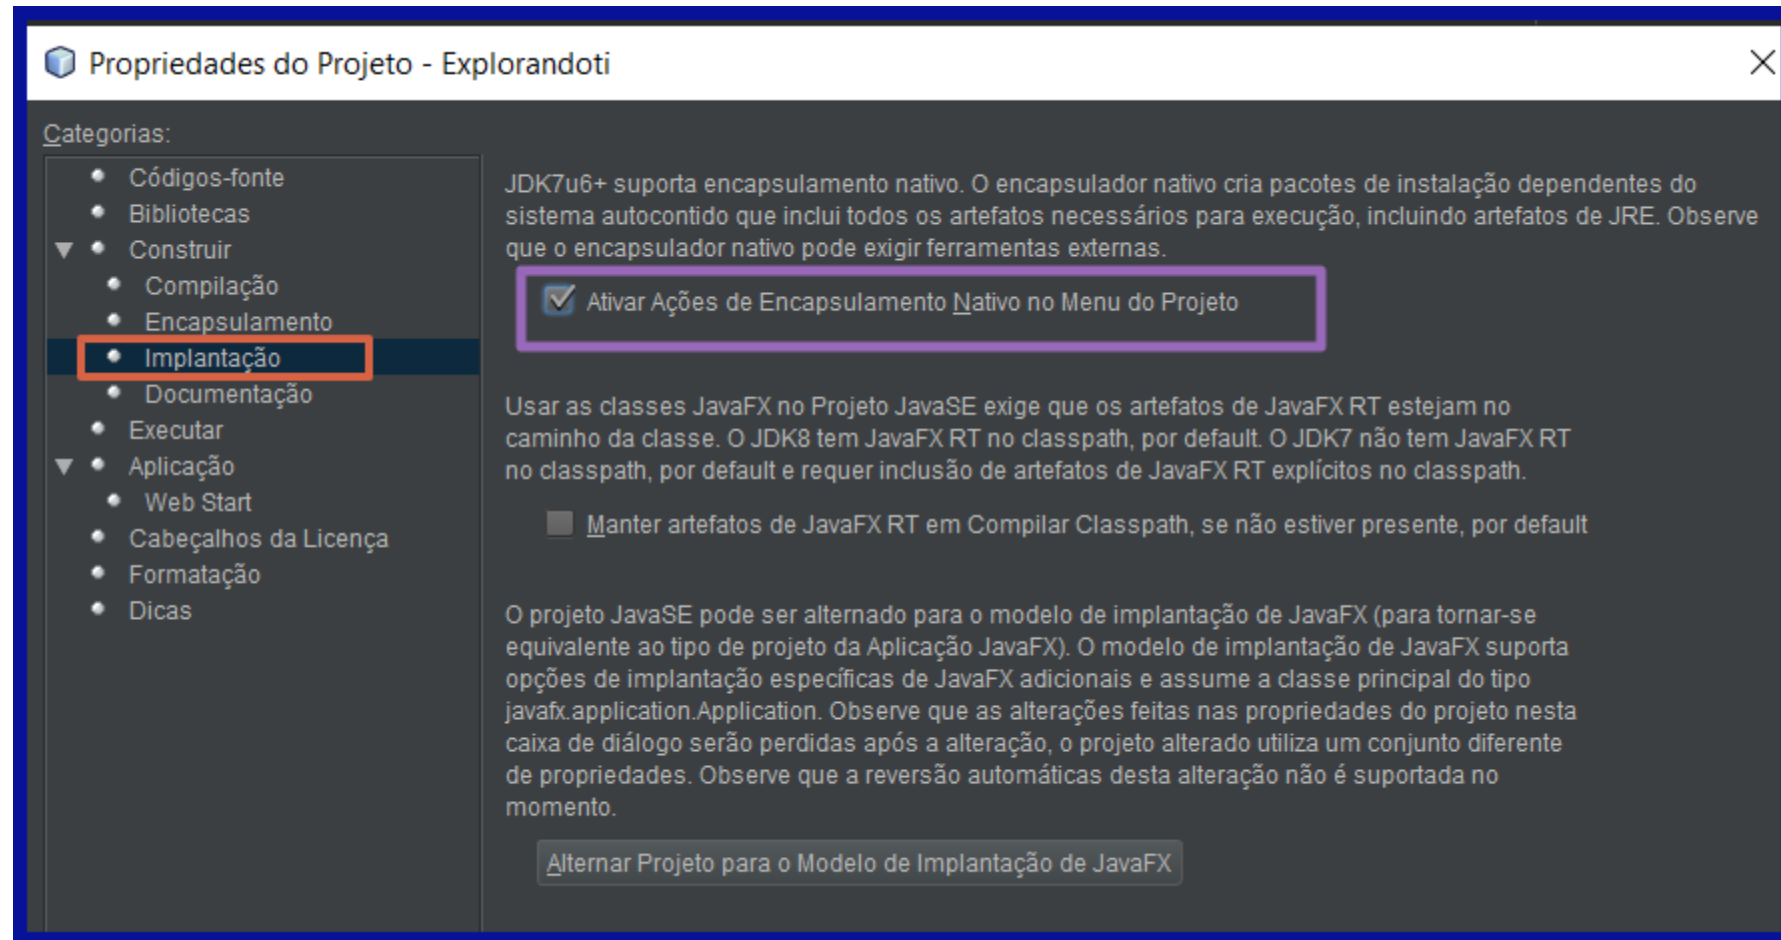 Propriedades do Projeto - Explorandoti
Categorias:
Códigos-fonte
Bibliotecas
Construir
Compilação
Encapsulamento
Implantação
Documentação
Executar
Aplicação
Web Start
Cabeçalhos da Licença
Formatação
Dicas
JDK7u6+ suporta encapsulamento nativo. O encapsulador nativo cria pacotes de instalação dependentes do
sistema autocontido que inclui todos os artefatos necessários para execução, incluindo artefatos de JRE. Observe
que o encapsulador nativo pode exigir ferramentas externas.
Ativar Ações de Encapsulamento Nativo no Menu do Projeto
Usar as classes JavaFX no Projeto JavaSE exige que os artefatos de JavaFX RT estejam no
caminho da classe. O JDK8 tem JavaFX RT no classpath, por default. O JDK7 não tem JavaFX RT
no classpath, por default e requer inclusão de artefatos de JavaFX RT explícitos no classpath.
Manter artefatos de JavaFX RT em Compilar Classpath, se não estiver presente, por default
O projeto JavaSE pode ser alternado para o modelo de implantação de JavaFX (para tornar-se
equivalente ao tipo de projeto da Aplicação JavaFX). O modelo de implantação de JavaFX suporta
opções de implantação específicas de JavaFX adicionais e assume a classe principal do tipo
javafx.application.Application. Observe que as alterações feitas nas propriedades do projeto nesta
caixa de diálogo serão perdidas após a alteração, o projeto alterado utiliza um conjunto diferente
de propriedades. Observe que a reversão automáticas desta alteração não é suportada no
momento.
Alternar Projeto para o Modelo de Implantação de JavaFX